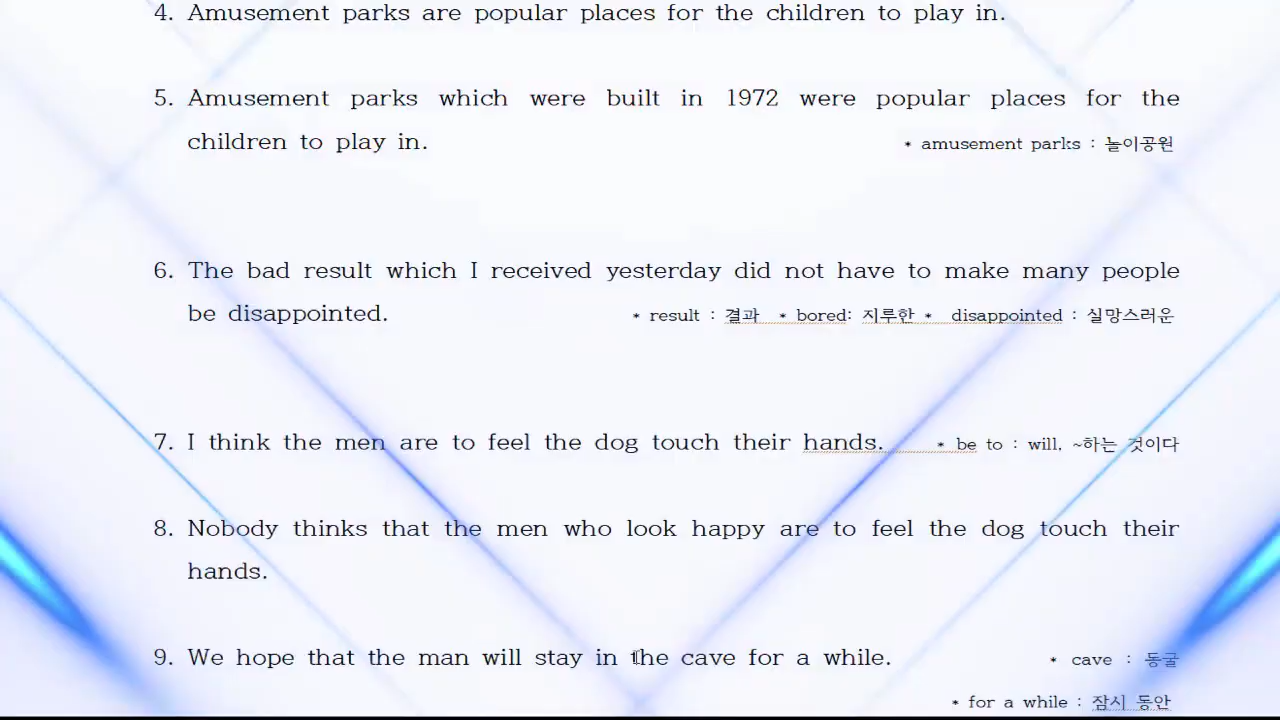 4. Amusement parks are popular places for the children to play in.
5. Amusement parks which were built in 1972 were popular places for the
children to play in. * amusement parks : 놀이공원
6. The bad result which I received yesterday did not have to make many people
be disappointed. * result : 결과 * bored: 지루한 * disappointed : 실망스러운
7. I think the men are to feel the dog touch their hands. * be to : will, ~하는 것이다
8. Nobody thinks that the men who look happy are to feel the dog touch their
hands.
9. We hope that the man will stay in the cave for a while. * cave : 동굴
* for a while : 잠시 동안